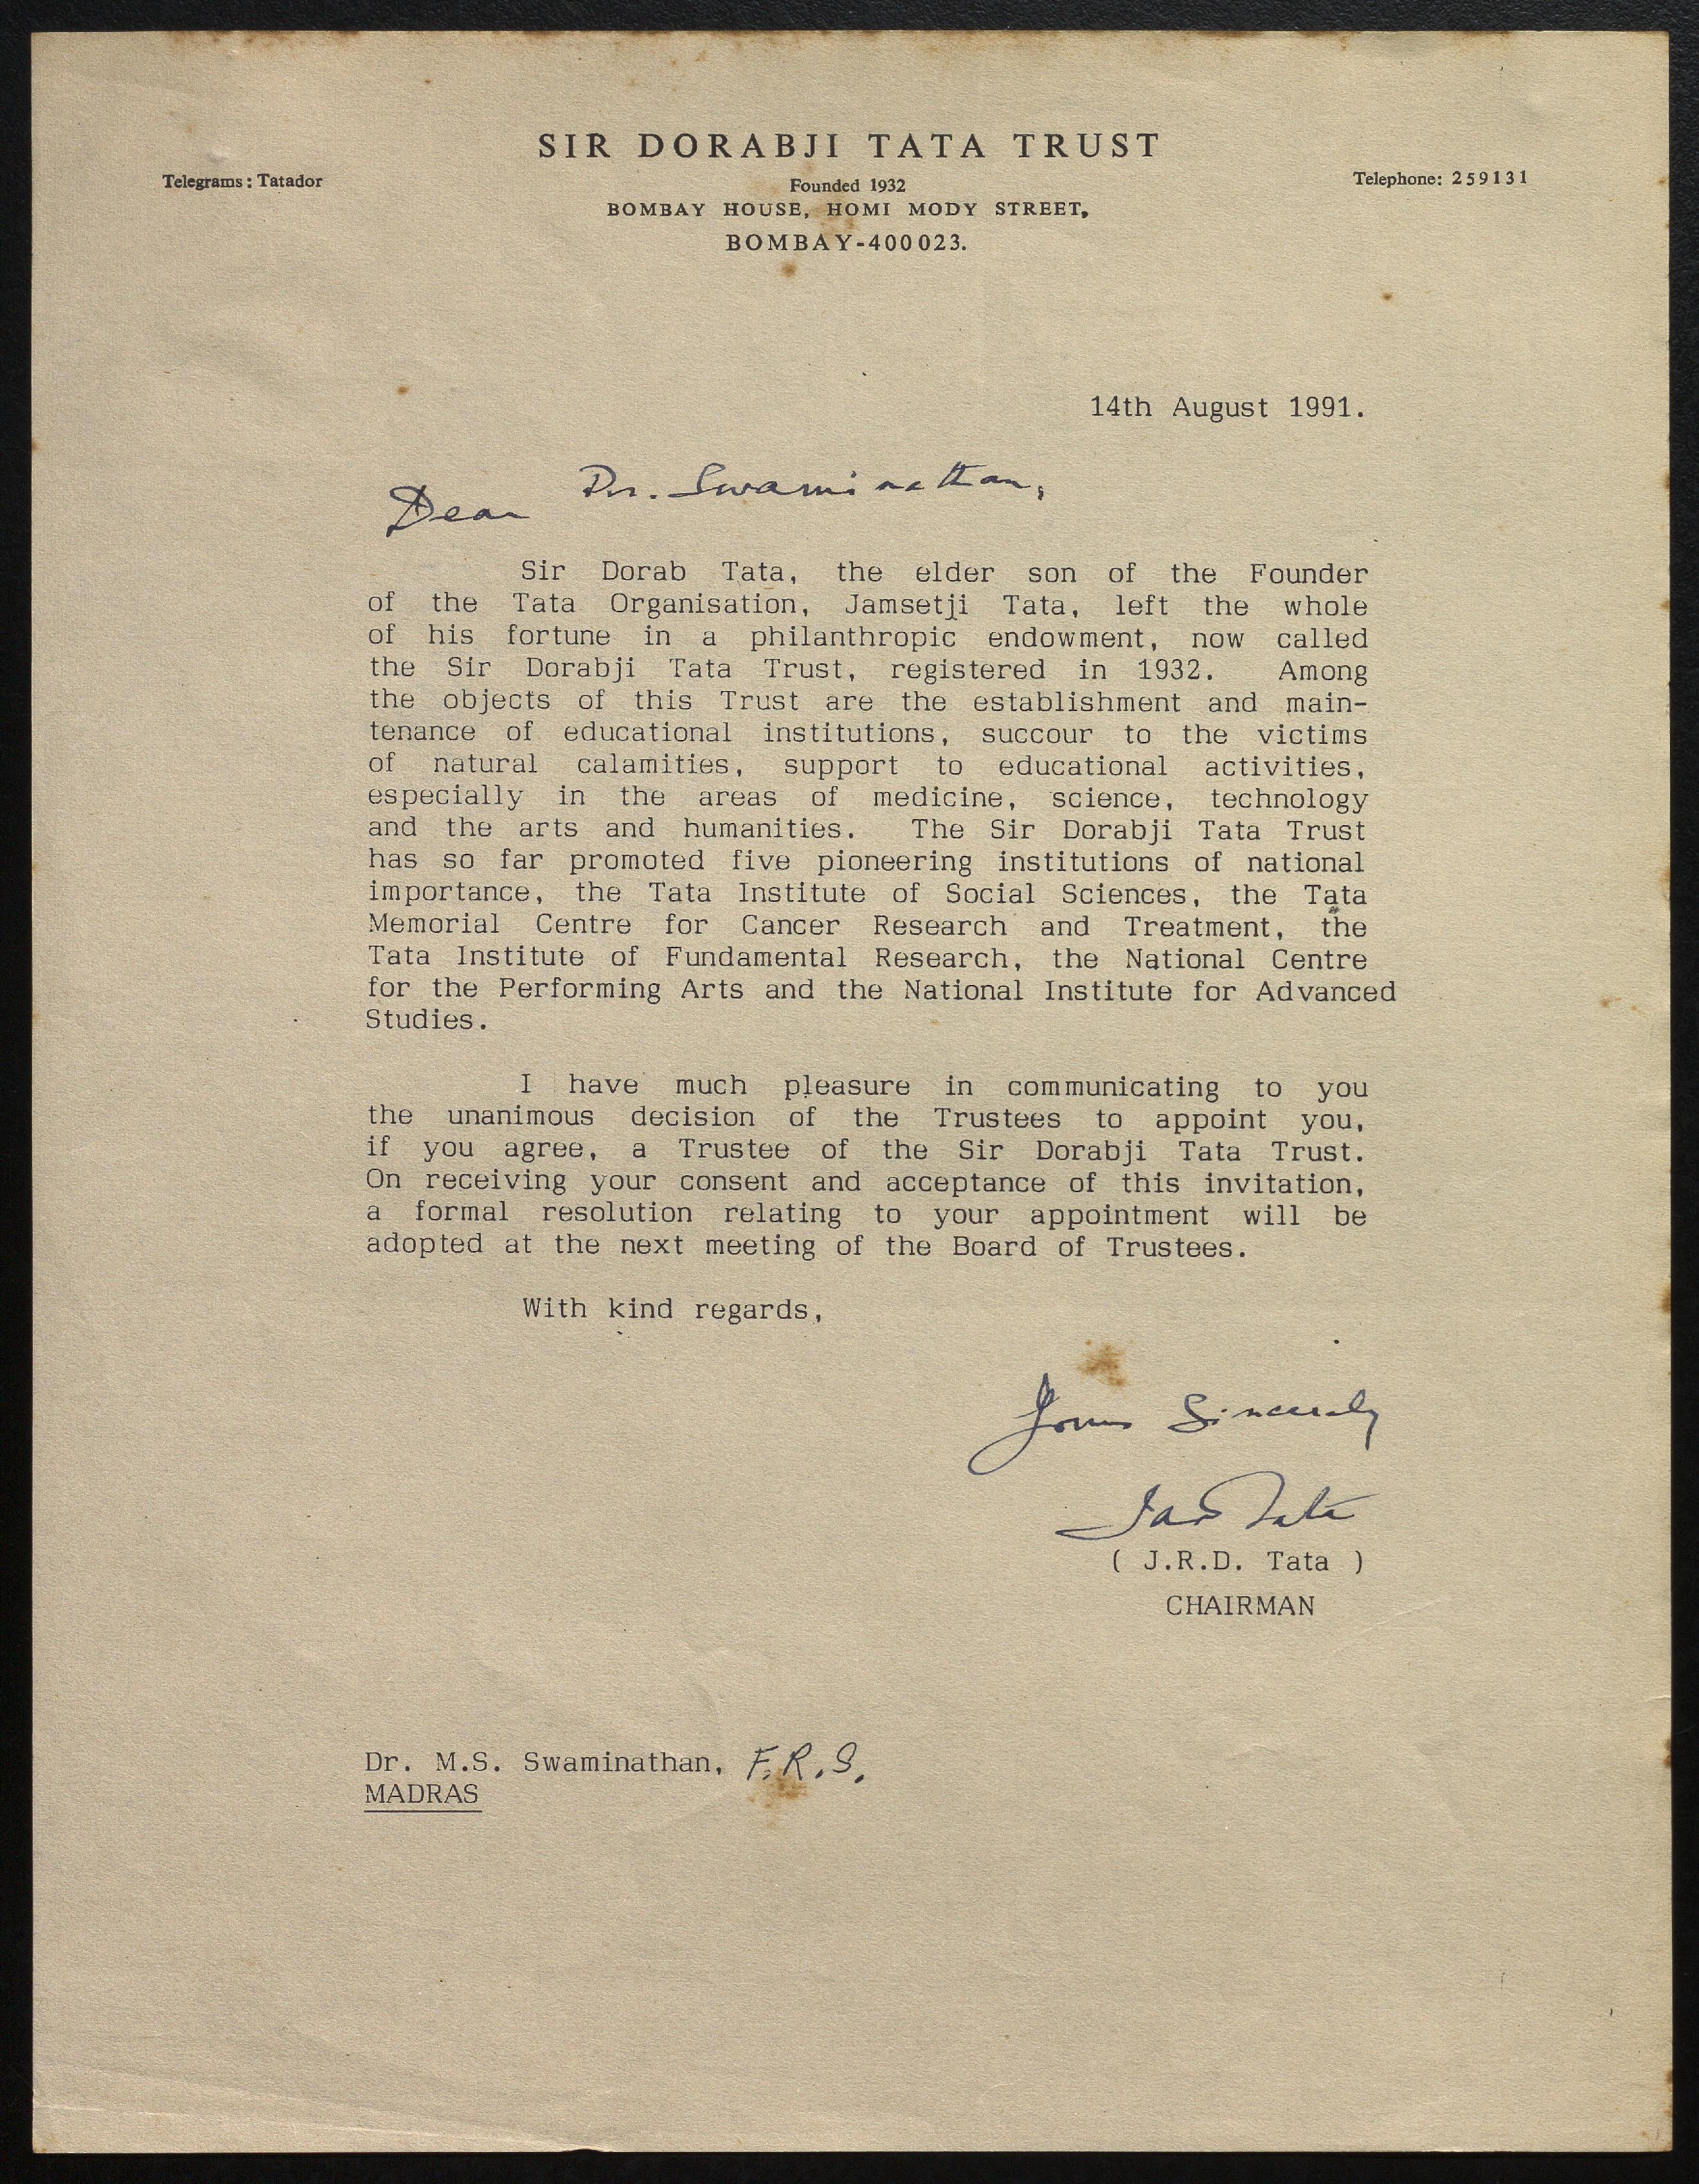 SIR DORABJI TATA TRUST
Telegrams : Tatador
Founded 1932
Telephone: 259131
BOMBAY HOUSE, HOMI MODY STREET,
BOMBAY-400 023.
14th August 1991.
Dear Dr. Swaminathan,
Sir Dorab Tata, the elder son of the Founder
of the Tata Organisation, Jamsetji Tata, left the whole
of his fortune in a philanthropic endowment, now called
the Sir Dorabji Tata Trust, registered in 1932. Among
the objects of this Trust are the establishment and main-
tenance of educational institutions, succour to the victims
of natural calamities, support to educational activities,
especially in the areas of medicine, science, technology
and the arts and humanities. The Sir Dorabji Tata Trust
has so far promoted five pioneering institutions of national
importance, the Tata Institute of Social Sciences, the Tata
Memorial Centre for Cancer Research and Treatment, the
Tata Institute of Fundamental Research, the National Centre
for the Performing Arts and the National Institute for Advanced
Studies.
I have much pleasure in communicating to you
the unanimous decision of the Trustees to appoint you,
if you agree, a Trustee of the Sir Dorabji Tata Trust.
On receiving your consent and acceptance of this invitation,
a formal resolution relating to your appointment will be
adopted at the next meeting of the Board of Trustees.
With kind regards,
Yours Sincerely
JRD Tata
( J.R.D. Tata )
CHAIRMAN
Dr. M.S. Swaminathan, F.R.S.
MADRAS